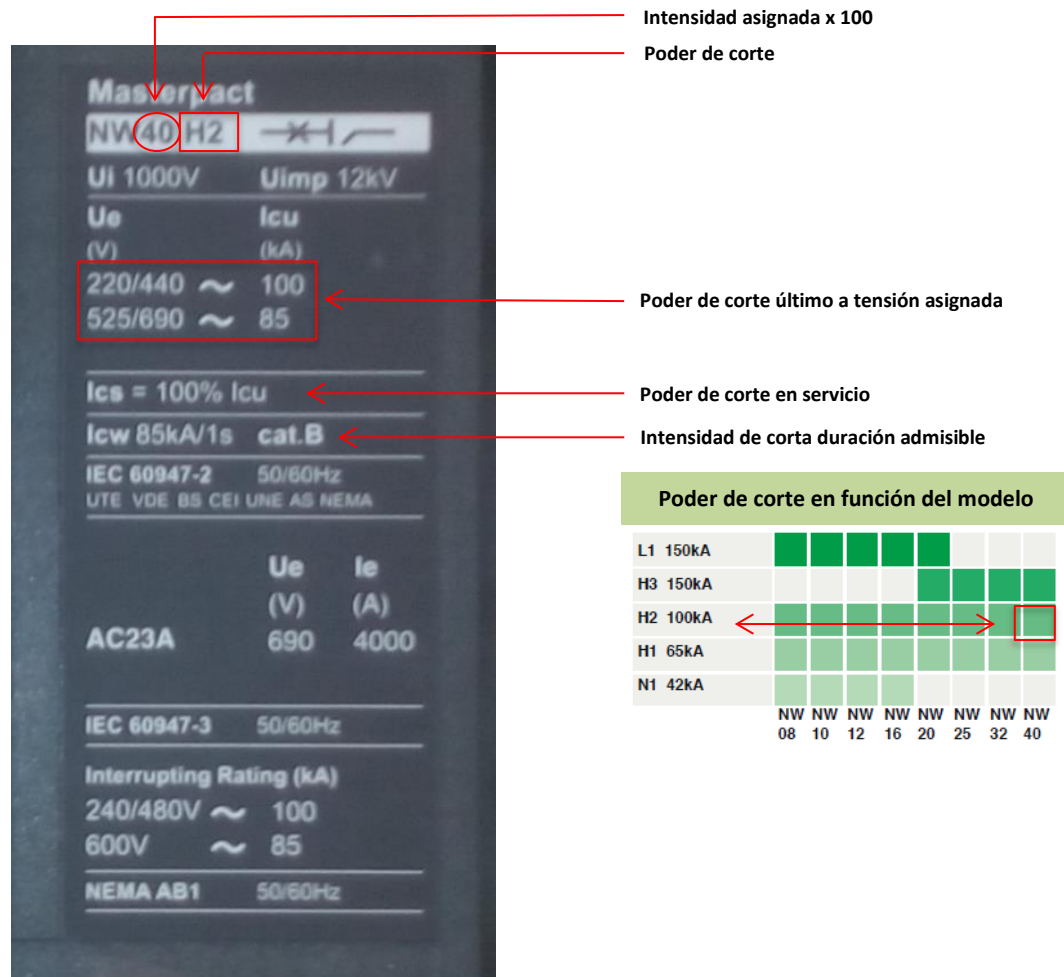 Intensidad asignada x 100
Poder de corte
Masterpact
NW 40 H2
Ui 1000V Uimp 12kV
Ue Icu
(V) (kA)
220/440 ~ 100
525/690 ~ 85
Poder de corte último a tensión asignada
Ics = 100% Icu
Poder de corte en servicio
Icw 85kA/1s cat.B
Intensidad de corta duración admisible
IEC 60947-2 50/60Hz
UTE VDE BS CEI UNE AS NEMA
Ue Ie
(V) (A)
AC23A 690 4000
IEC 60947-3 50/60Hz
Interrupting Rating (kA)
240/480V ~ 100
600V ~ 85
NEMA AB1 50/60Hz
Poder de corte en función del modelo
L1 150kA
H3 150kA
H2 100kA
H1 65kA
N1 42kA
NW NW NW NW NW NW NW NW
08 10 12 16 20 25 32 40